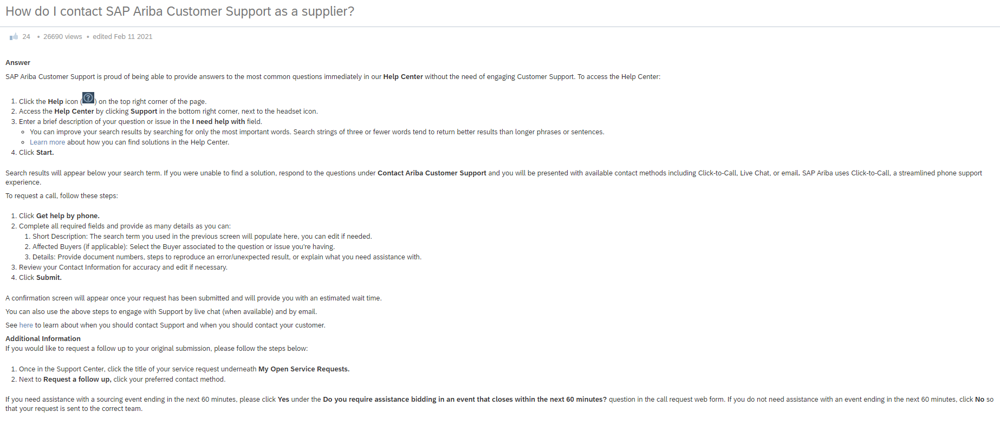 How do I contact SAP Ariba Customer Support as a supplier?
24 • 26690 views • edited Feb 11 2021
Answer
SAP Ariba Customer Support is proud of being able to provide answers to the most common questions immediately in our Help Center without the need of engaging Customer Support. To access the Help Center:
1. Click the Help icon (?) on the top right corner of the page.
2. Access the Help Center by clicking Support in the bottom right corner, next to the headset icon.
3. Enter a brief description of your question or issue in the I need help with field.
You can improve your search results by searching for only the most important words. Search strings of three or fewer words tend to return better results than longer phrases or sentences.
Learn more about how you can find solutions in the Help Center.
4. Click Start.
Search results will appear below your search term. If you were unable to find a solution, respond to the questions under Contact Ariba Customer Support and you will be presented with available contact methods including Click-to-Call, Live Chat, or email. SAP Ariba uses Click-to-Call, a streamlined phone support
experience.
To request a call, follow these steps:
1. Click Get help by phone.
2. Complete all required fields and provide as many details as you can:
1. Short Description: The search term you used in the previous screen will populate here, you can edit if needed.
2. Affected Buyers (if applicable): Select the Buyer associated to the question or issue you're having.
3. Details: Provide document numbers, steps to reproduce an error/unexpected result, or explain what you need assistance with.
3. Review your Contact Information for accuracy and edit if necessary.
4. Click Submit.
A confirmation screen will appear once your request has been submitted and will provide you with an estimated wait time.
You can also use the above steps to engage with Support by live chat (when available) and by email.
See here to learn about when you should contact Support and when you should contact your customer.
Additional Information
If you would like to request a follow up to your original submission, please follow the steps below:
1. Once in the Support Center, click the title of your service request underneath My Open Service Requests.
2. Next to Request a follow up, click your preferred contact method.
If you need assistance with a sourcing event ending in the next 60 minutes, please click Yes under the Do you require assistance bidding in an event that closes within the next 60 minutes? question in the call request web form. If you do not need assistance with an event ending in the next 60 minutes, click No so
that your request is sent to the correct team.